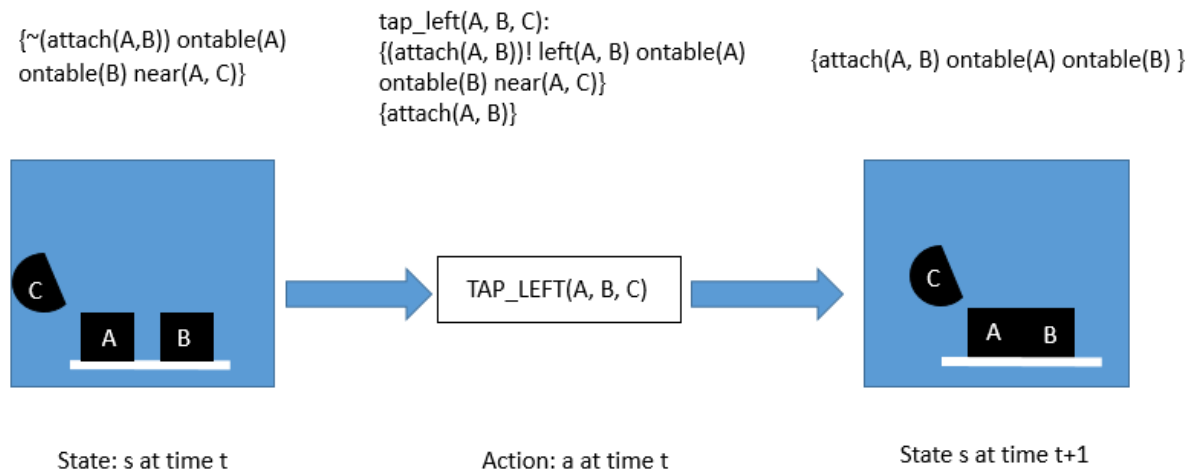 {~(attach(A,B)) ontable(A)
ontable(B) near(A, C)}
tap_left(A, B, C):
{(attach(A, B))! left(A, B) ontable(A)
ontable(B) near(A, C)}
{attach(A, B)}
{attach(A, B) ontable(A) ontable(B) }
C
A
B
TAP_LEFT(A, B, C)
C
A
B
State: s at time t
Action: a at time t
State s at time t+1